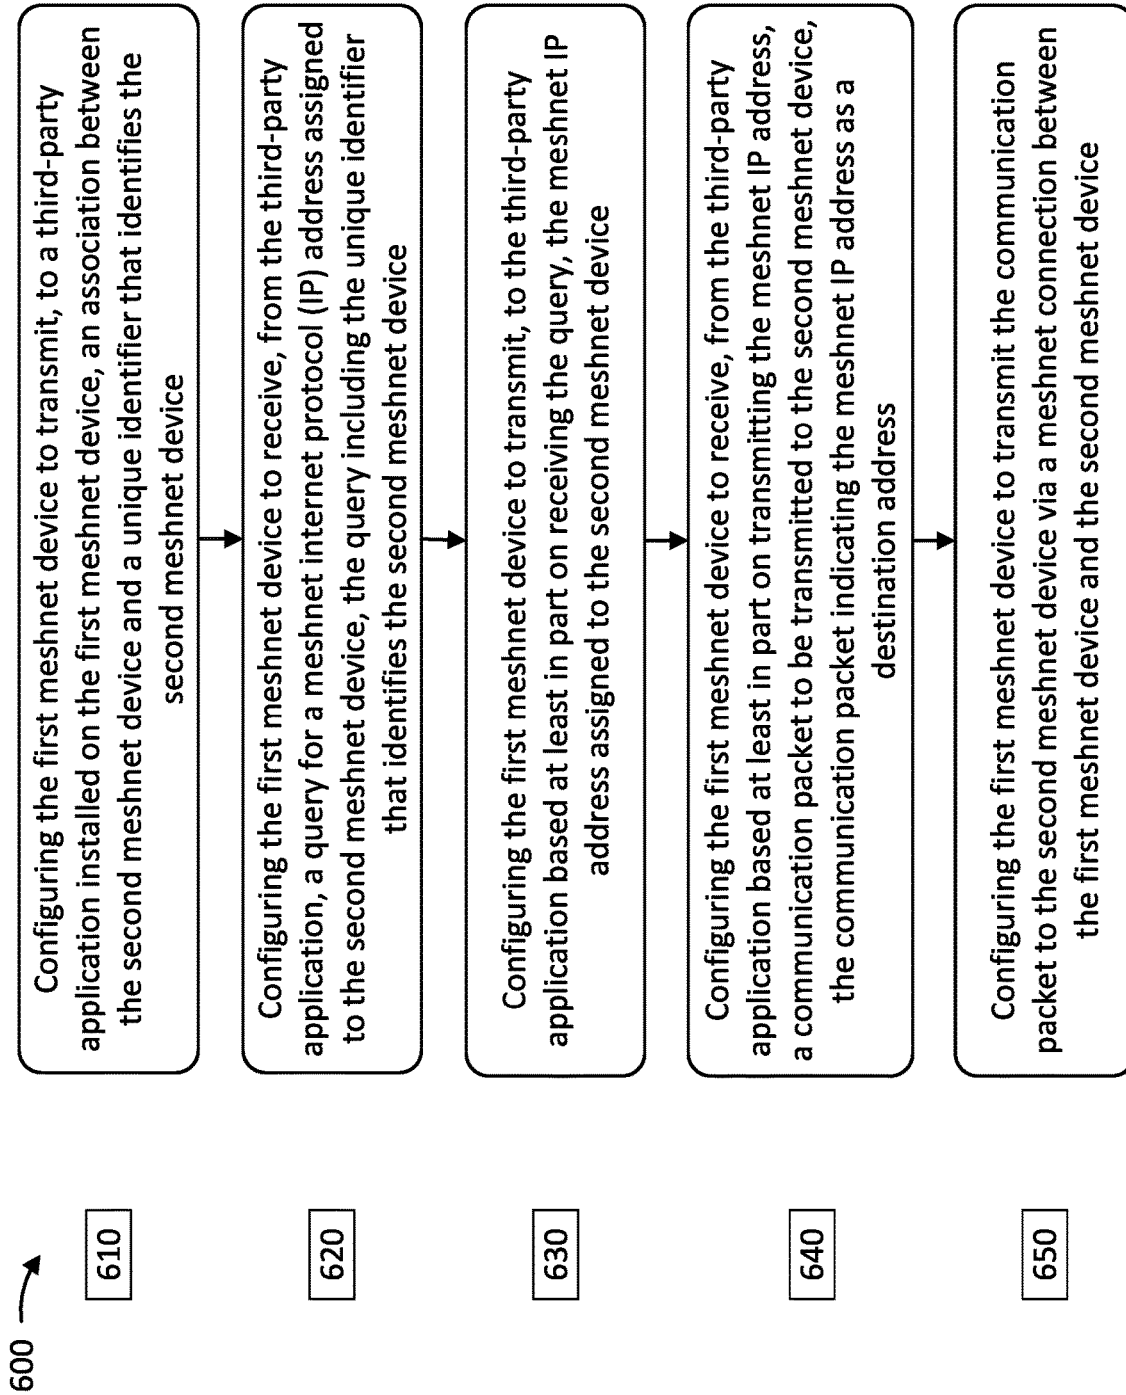 600
610
Configuring the first meshnet device to transmit, to a third-party
application installed on the first meshnet device, an association between
the second meshnet device and a unique identifier that identifies the
second meshnet device
620
Configuring the first meshnet device to receive, from the third-party
application, a query for a meshnet internet protocol (IP) address assigned
to the second meshnet device, the query including the unique identifier
that identifies the second meshnet device
630
Configuring the first meshnet device to transmit, to the third-party
application based at least in part on receiving the query, the meshnet IP
address assigned to the second meshnet device
640
Configuring the first meshnet device to receive, from the third-party
application based at least in part on transmitting the meshnet IP address,
a communication packet to be transmitted to the second meshnet device,
the communication packet indicating the meshnet IP address as a
destination address
650
Configuring the first meshnet device to transmit the communication
packet to the second meshnet device via a meshnet connection between
the first meshnet device and the second meshnet device